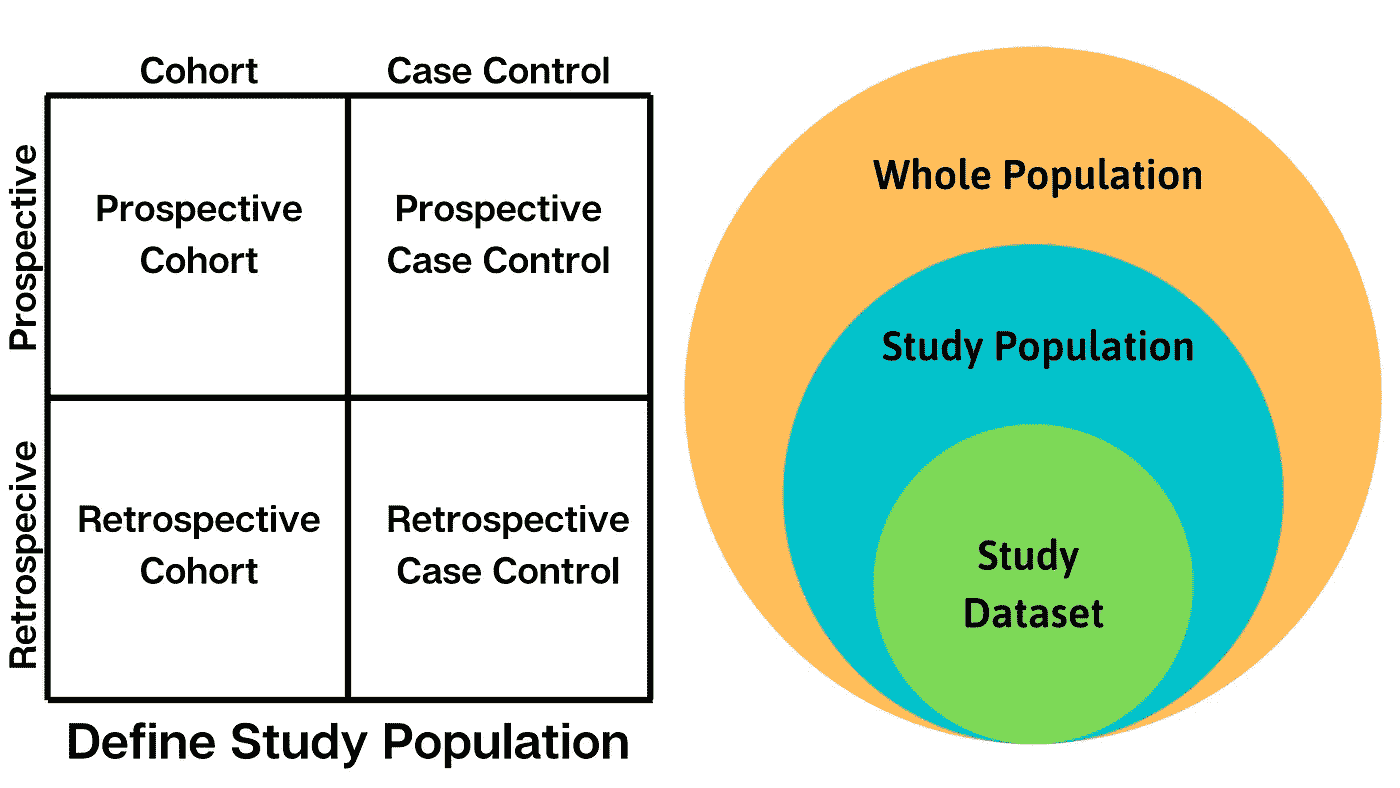 Cohort
Case Control
Prospective
Prospective
Cohort
Prospective
Case Control
Retrospecive
Retrospective
Cohort
Retrospective
Case Control
Define Study Population
Whole Population
Study Population
Study
Dataset